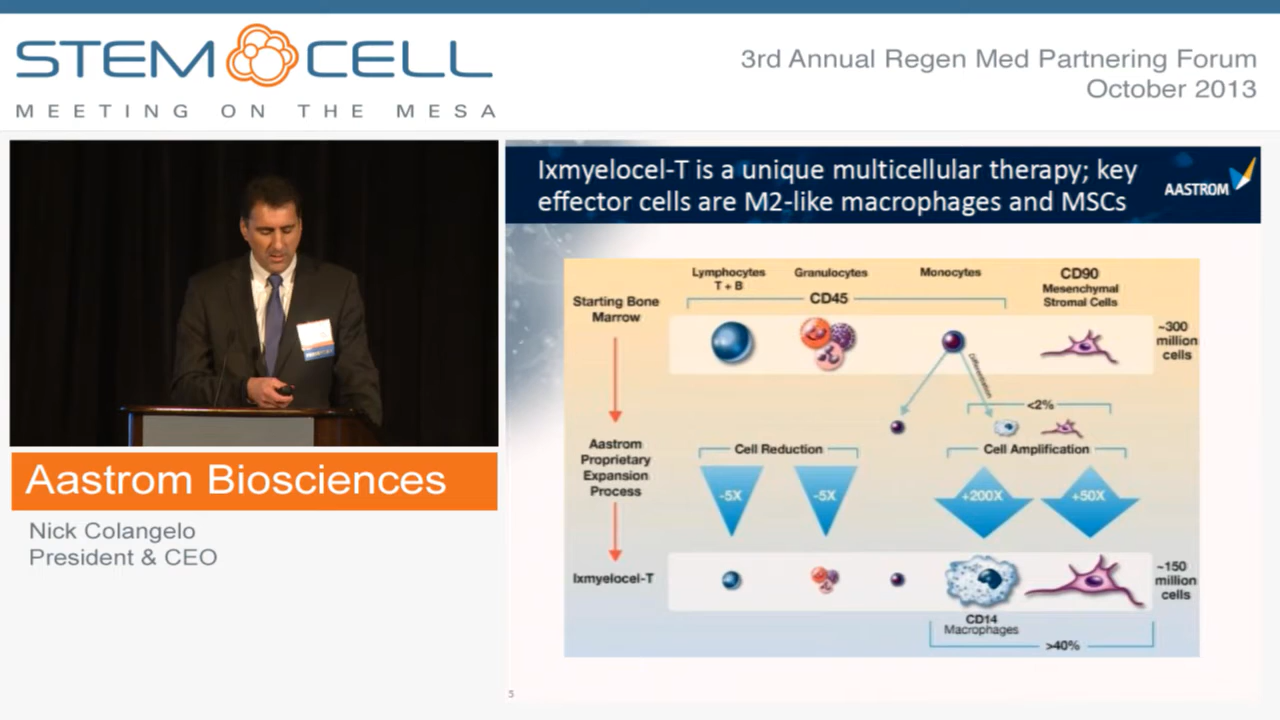 STEM CELL
MEETING ON THE MESA
3rd Annual Regen Med Partnering Forum
October 2013
Ixmyelocel-T is a unique multicellular therapy; key
effector cells are M2-like macrophages and MSCs
AASTROM
Lymphocytes
T + B
Granulocytes
Monocytes
CD90
Mesenchymal
Stromal Cells
CD45
Starting Bone
Marrow
~300
million
cells
Differentiation
<2%
Aastrom
Proprietary
Expansion
Process
Cell Reduction
Cell Amplification
-5X
-5X
+200X
+50X
Ixmyelocel-T
~150
million
cells
CD14
Macrophages
>40%
5
Aastrom Biosciences
Nick Colangelo
President & CEO